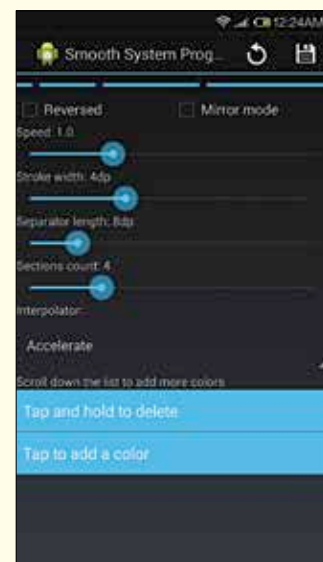 12:24AM
Smooth System Prog...
Reversed Mirror mode
Speed: 1.0
Stroke width: 4dp
Separator length: 8dp
Sections count: 4
Interpolator:
Accelerate
Scroll down the list to add more colors
Tap and hold to delete
Tap to add a color